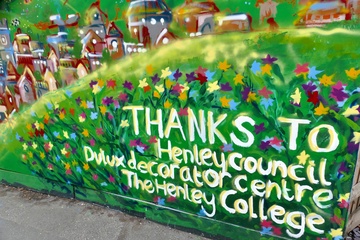 THANKS TO
Henley council
Dulux decorator centre
The Henley College